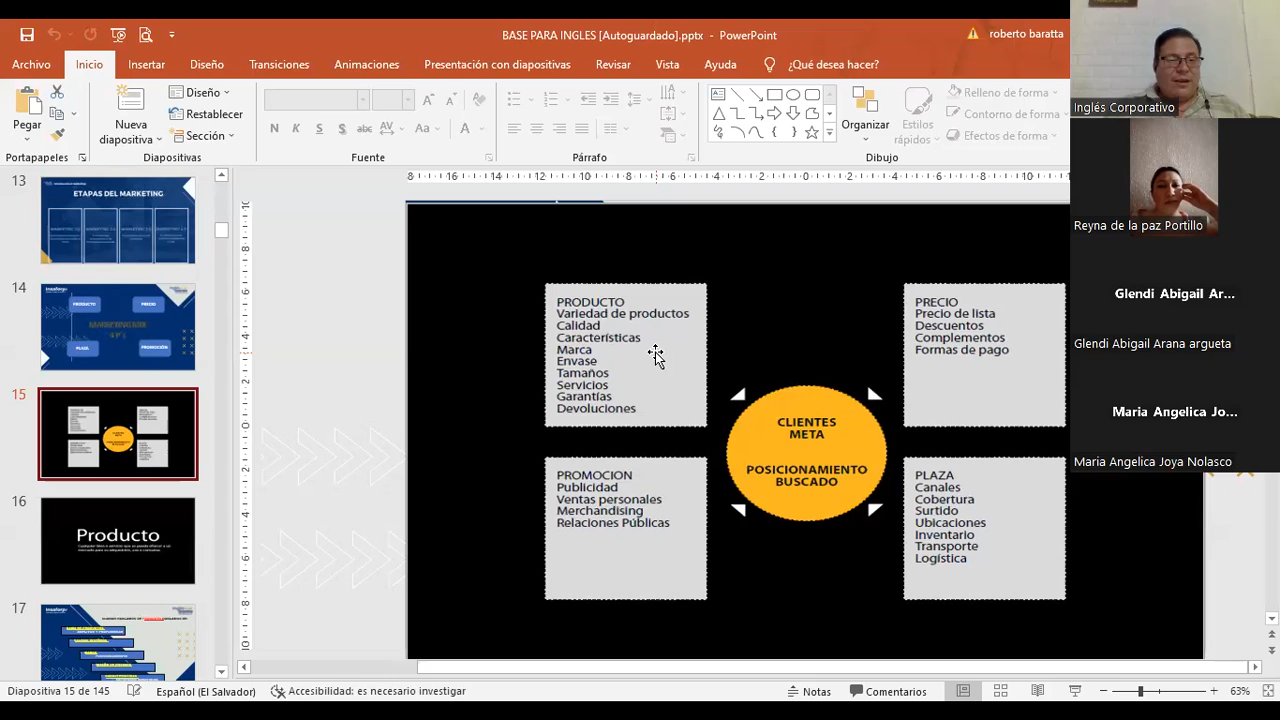 BASE PARA INGLES [Autoguardado].pptx - PowerPoint
roberto baratta
Archivo
Inicio
Insertar
Diseño
Transiciones
Animaciones
Presentación con diapositivas
Revisar
Vista
Ayuda
¿Qué desea hacer?
Pegar
Nueva
diapositiva
Diseño
Restablecer
Sección
N K S S abc AV Aa A
Organizar
Estilos
rápidos
Relleno de forma
Contorno de forma
Efectos de forma
Portapapeles
Diapositivas
Fuente
Párrafo
Dibujo
Inglés Corporativo
Reyna de la paz Portillo
Glendi Abigail Ar...
Glendi Abigail Arana argueta
Maria Angelica Jo...
Maria Angelica Joya Nolasco
13
ETAPAS DEL MARKETING
14
PRODUCTO
PRECIO
MARKETING MIX
4 P's
PLAZA
PROMOCIÓN
15
16
Producto
17
PRODUCTO
Variedad de productos
Calidad
Características
Marca
Envase
Tamaños
Servicios
Garantías
Devoluciones
PRECIO
Precio de lista
Descuentos
Complementos
Formas de pago
CLIENTES
META
POSICIONAMIENTO
BUSCADO
PROMOCION
Publicidad
Ventas personales
Merchandising
Relaciones Públicas
PLAZA
Canales
Cobertura
Surtido
Ubicaciones
Inventario
Transporte
Logística
Diapositiva 15 de 145
Español (El Salvador)
Accesibilidad: es necesario investigar
Notas
Comentarios
63%